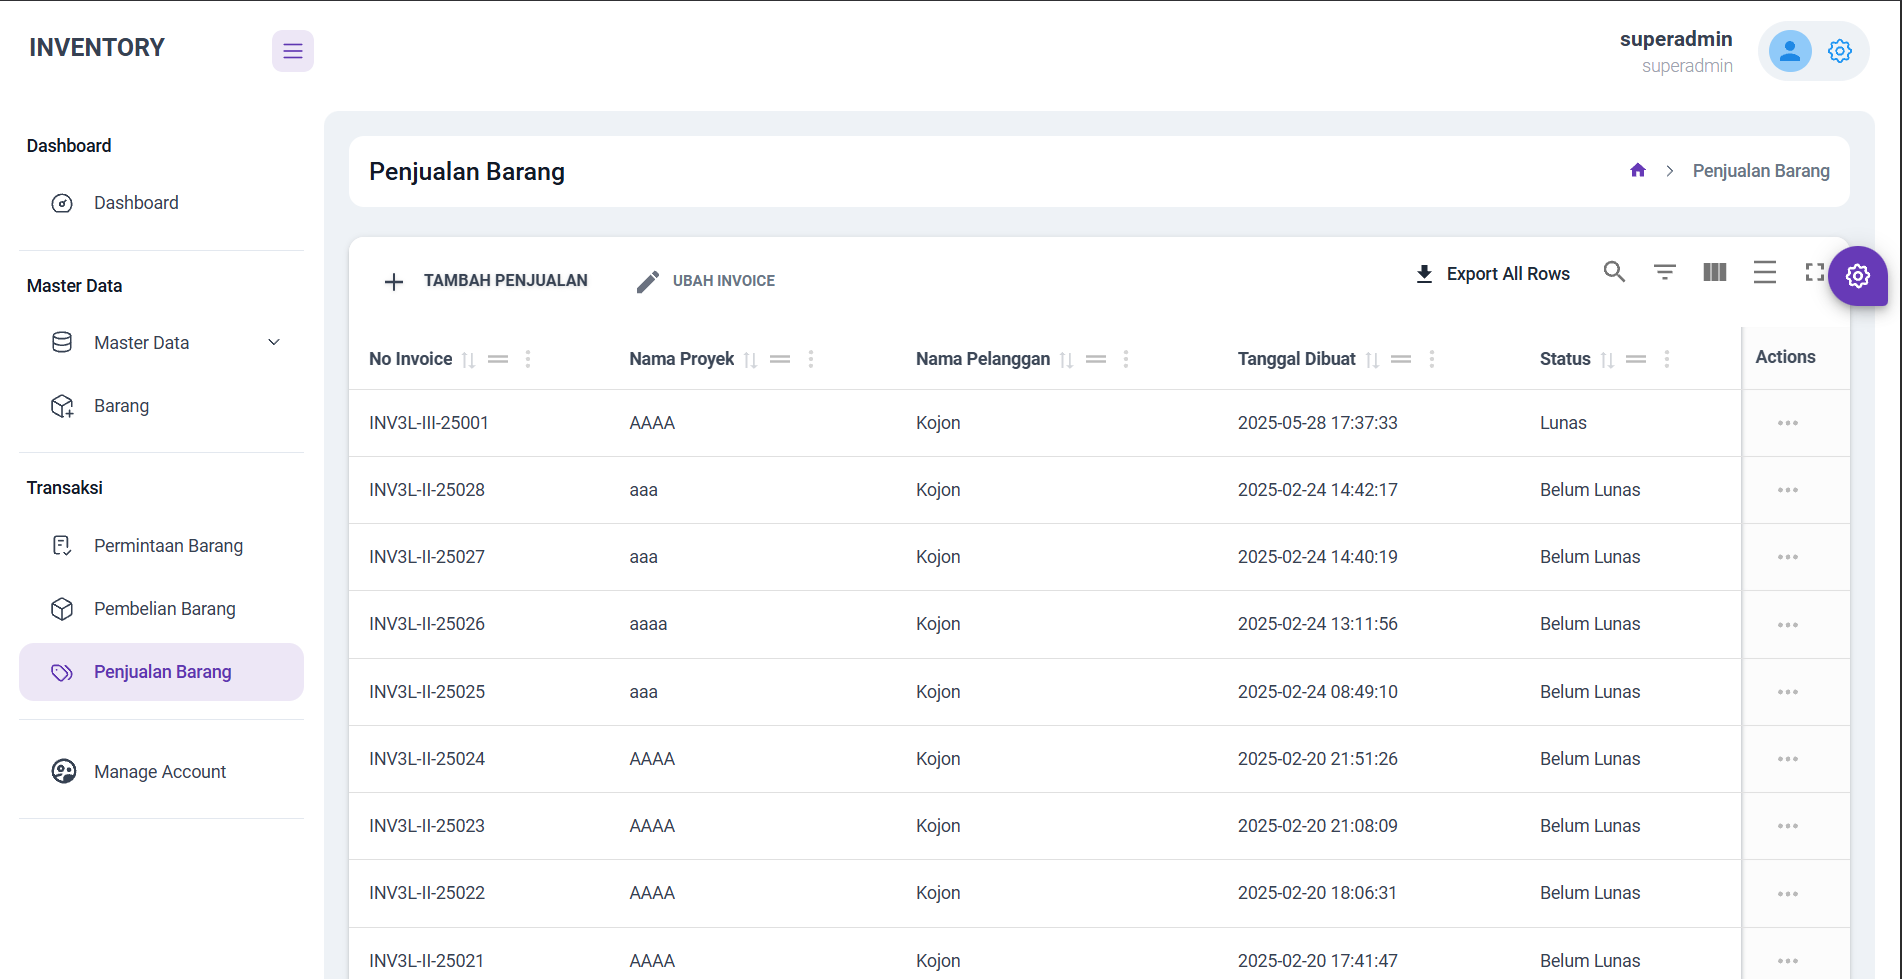 INVENTORY
superadmin
superadmin
Dashboard
Dashboard
Master Data
Master Data
Barang
Transaksi
Permintaan Barang
Pembelian Barang
Penjualan Barang
Manage Account
Penjualan Barang
Penjualan Barang
TAMBAH PENJUALAN UBAH INVOICE Export All Rows
No Invoice Nama Proyek Nama Pelanggan Tanggal Dibuat Status Actions
INV3L-III-25001 AAAA Kojon 2025-05-28 17:37:33 Lunas
INV3L-II-25028 aaa Kojon 2025-02-24 14:42:17 Belum Lunas
INV3L-II-25027 aaa Kojon 2025-02-24 14:40:19 Belum Lunas
INV3L-II-25026 aaaa Kojon 2025-02-24 13:11:56 Belum Lunas
INV3L-II-25025 aaa Kojon 2025-02-24 08:49:10 Belum Lunas
INV3L-II-25024 AAAA Kojon 2025-02-20 21:51:26 Belum Lunas
INV3L-II-25023 AAAA Kojon 2025-02-20 21:08:09 Belum Lunas
INV3L-II-25022 AAAA Kojon 2025-02-20 18:06:31 Belum Lunas
INV3L-II-25021 AAAA Kojon 2025-02-20 17:41:47 Belum Lunas